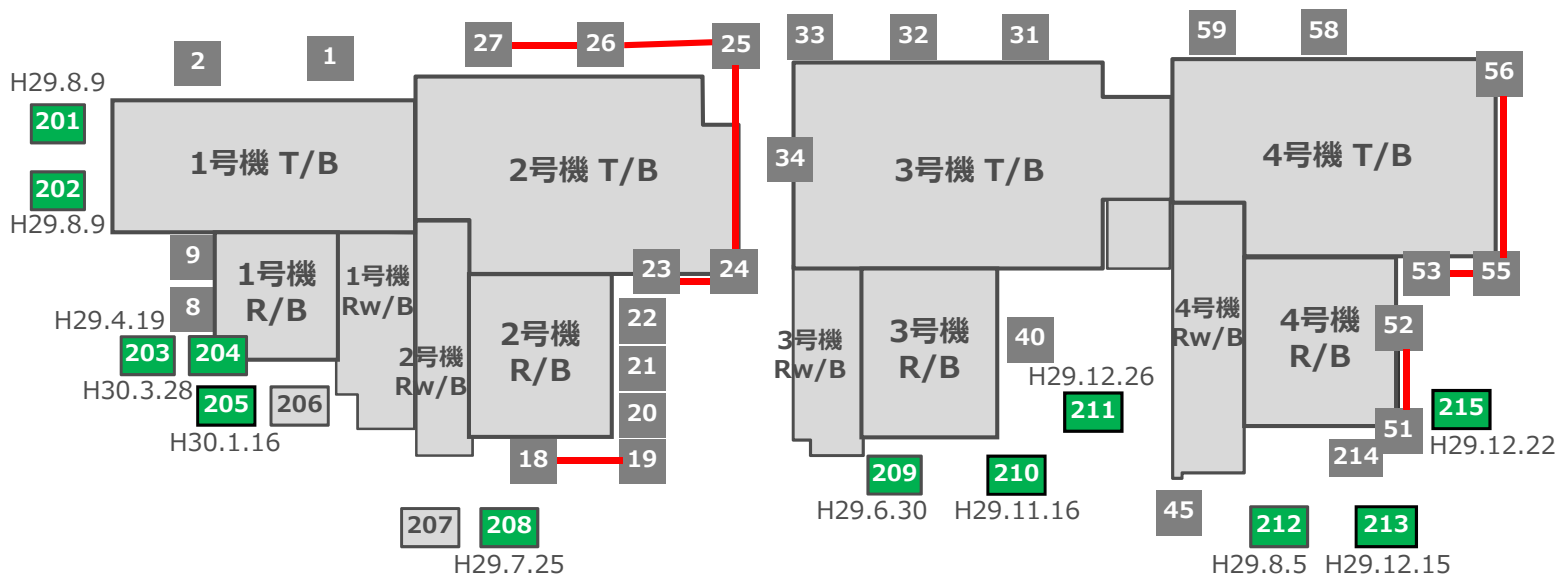 27
26
25
33
32
31
59
58
2
1
56
H29.8.9
201
1号機 T/B
2号機 T/B
34
3号機 T/B
4号機 T/B
202
H29.8.9
9
1号機
R/B
1号機
Rw/B
23
24
53
55
8
H29.4.19
203
204
H30.3.28
205
206
H30.1.16
2号機
Rw/B
2号機
R/B
22
21
20
18
19
3号機
Rw/B
3号機
R/B
40
H29.12.26
211
4号機
Rw/B
4号機
R/B
52
51
215
H29.12.22
214
209
H29.6.30
210
H29.11.16
45
207
208
H29.7.25
212
H29.8.5
213
H29.12.15